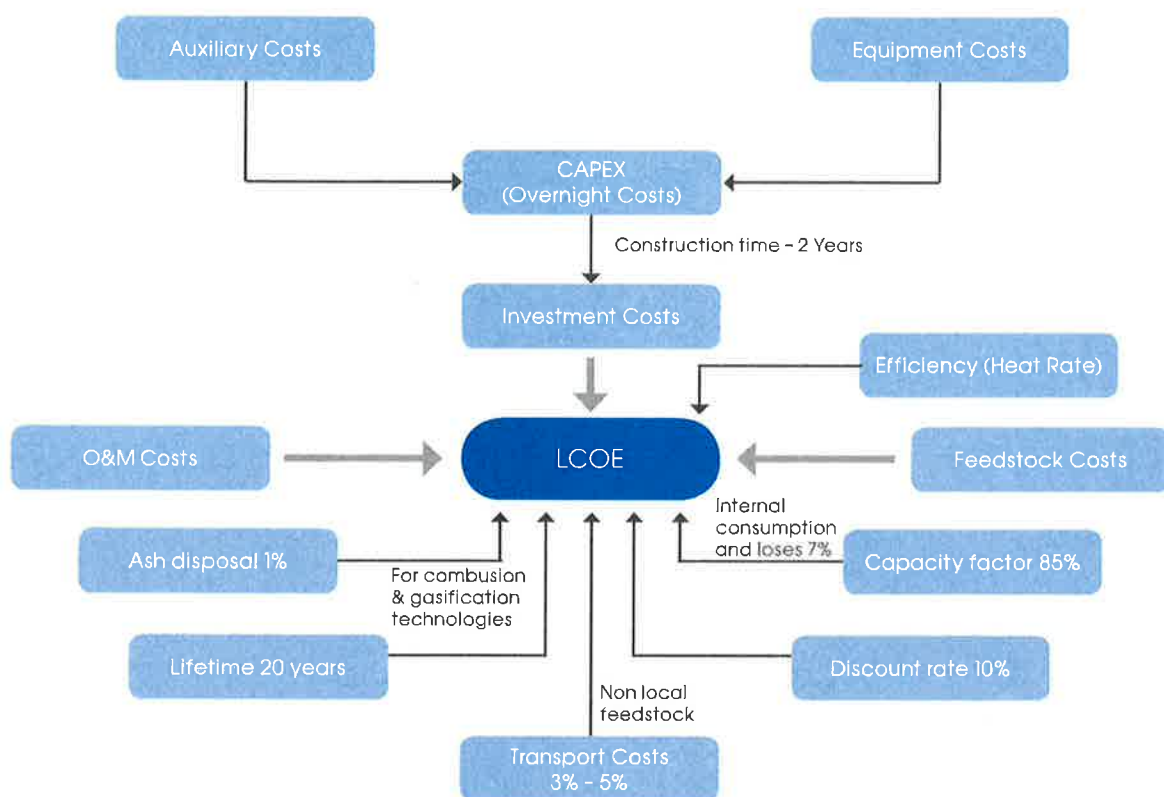 Auxiliary Costs
Equipment Costs
CAPEX
(Overnight Costs)
Construction time - 2 Years
Investment Costs
Efficiency (Heat Rate)
O&M Costs
LCOE
Feedstock Costs
Internal
consumption
and loses 7%
Ash disposal 1%
For combusion
& gasification
technologies
Capacity factor 85%
Lifetime 20 years
Discount rate 10%
Non local
feedstock
Transport Costs
3% - 5%